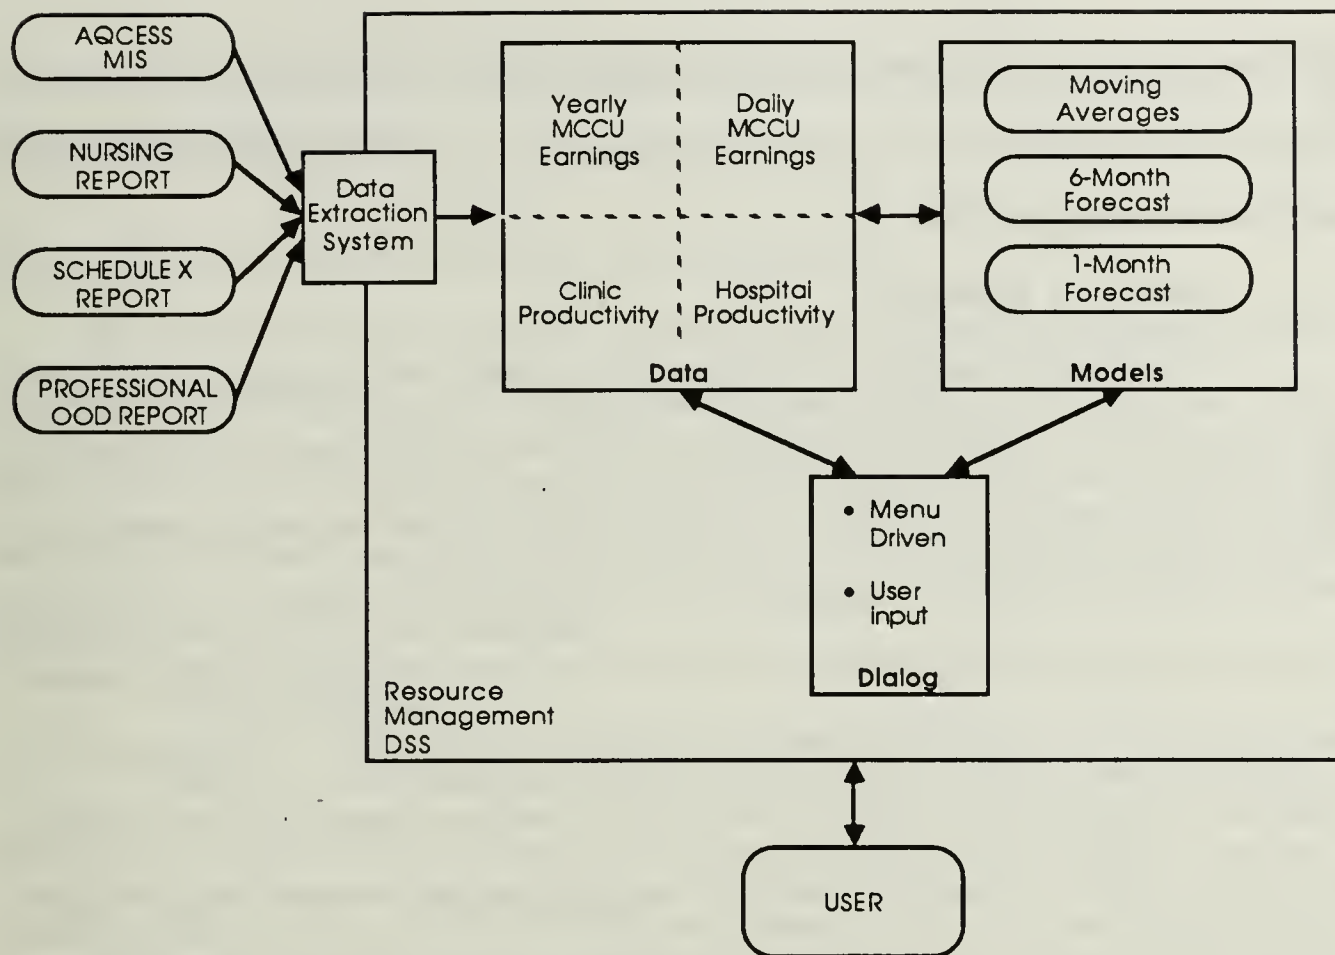 AQCESS
MIS
NURSING
REPORT
SCHEDULE X
REPORT
PROFESSIONAL
OOD REPORT
Data
Extraction
System
Yearly
MCCU
Earnings
Daily
MCCU
Earnings
Clinic
Productivity
Hospital
Productivity
Data
Moving
Averages
6-Month
Forecast
1-Month
Forecast
Models
• Menu
Driven
• User
input
Dialog
Resource
Management
DSS
USER